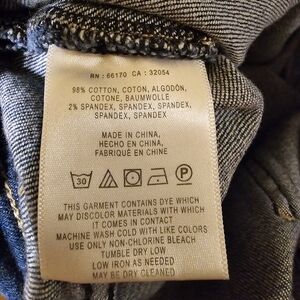 RN : 66170 CA : 32054
98% COTTON, COTON, ALGODÓN,
COTONE, BAUMWOLLE
2% SPANDEX, SPANDEX, SPANDEX,
SPANDEX, SPANDEX
MADE IN CHINA,
HECHO EN CHINA,
FABRIQUÉ EN CHINE
30 P
THIS GARMENT CONTAINS DYE WHICH
MAY DISCOLOR MATERIALS WITH WHICH
IT COMES IN CONTACT
MACHINE WASH COLD WITH LIKE COLORS
USE ONLY NON-CHLORINE BLEACH
TUMBLE DRY LOW
LOW IRON AS NEEDED
MAY BE DRY CLEANED